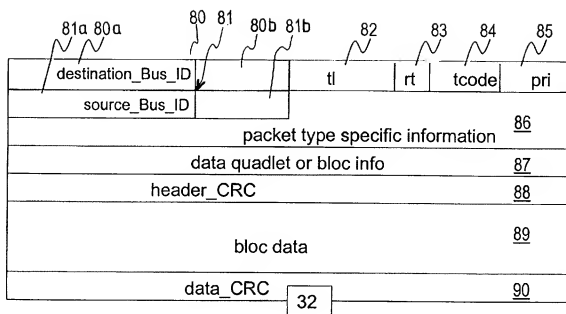 81a 80a 80 81 80b 81b 82 83 84 85
destination_Bus_ID tl rt tcode pri
source_Bus_ID
packet type specific information 86
data quadlet or bloc info 87
header_CRC 88
bloc data 89
data_CRC 90
32